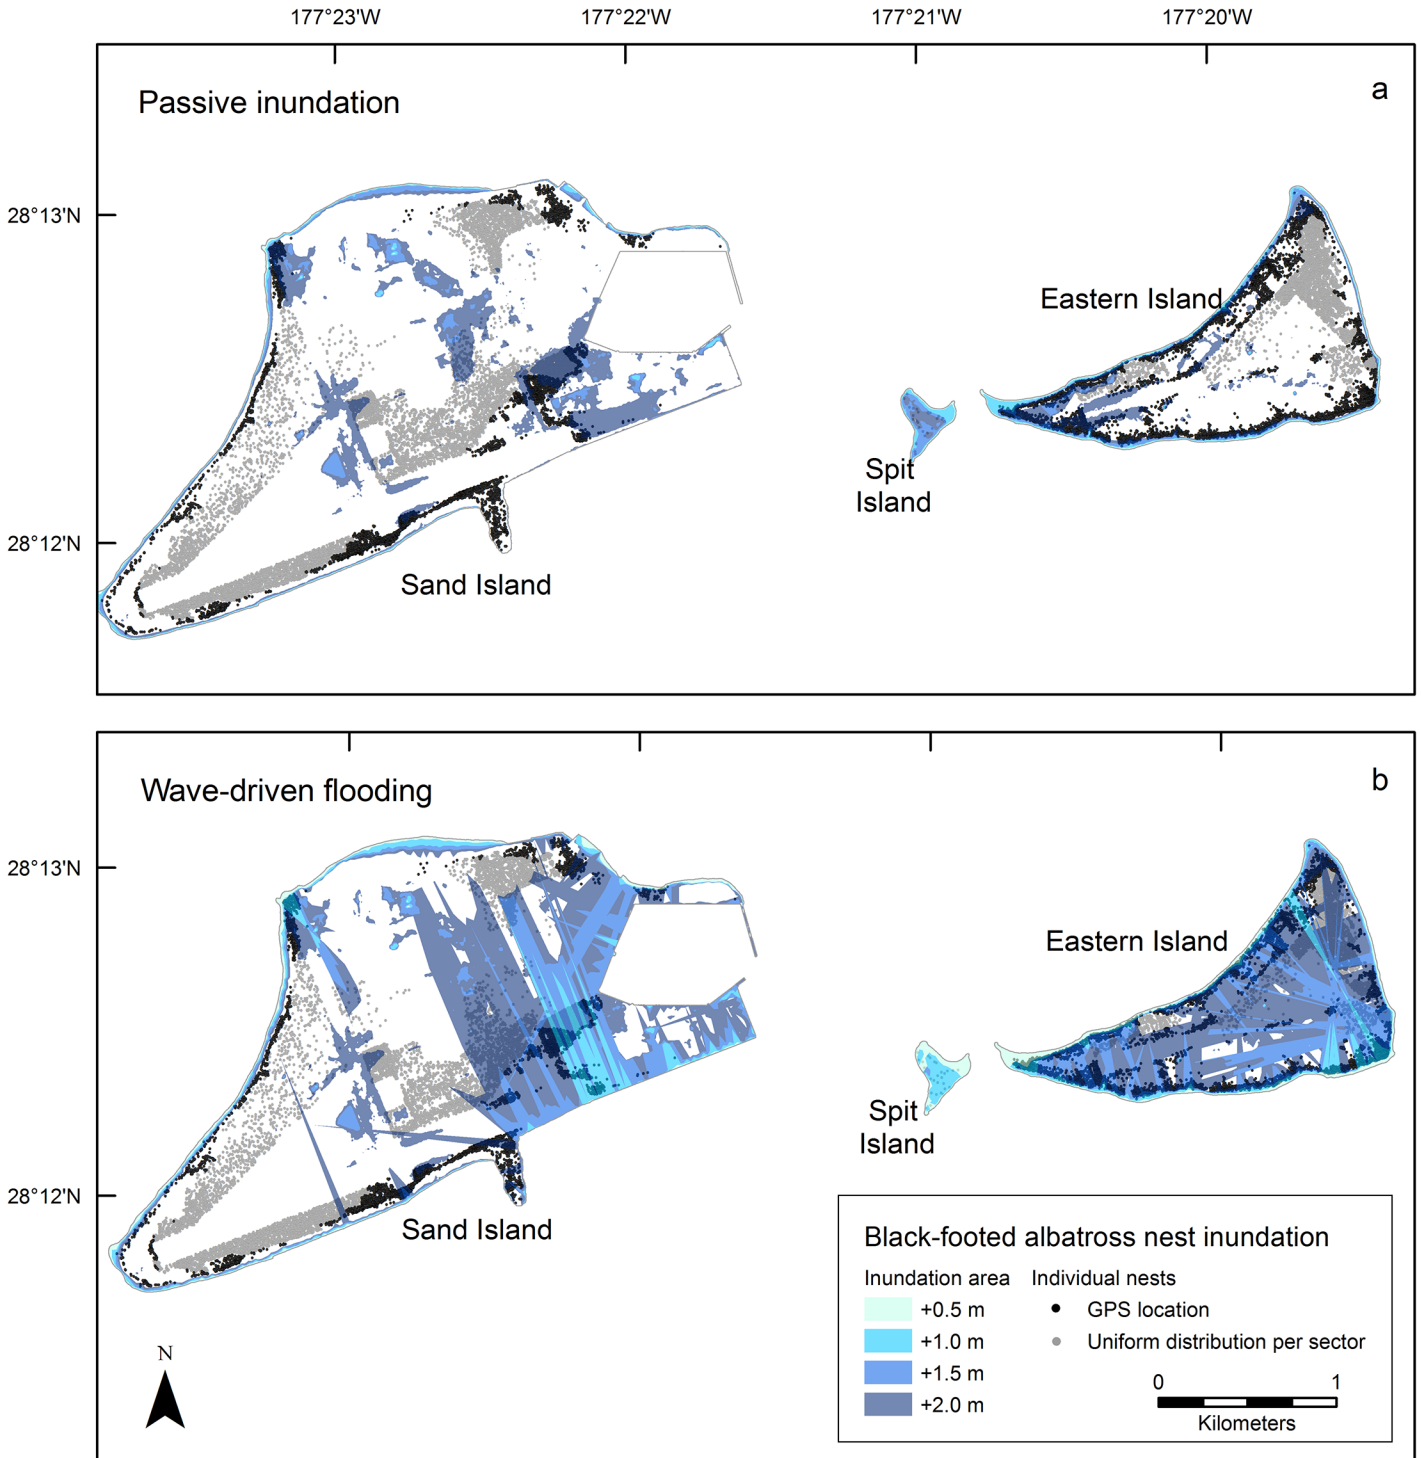 177°23'W 177°22'W 177°21'W 177°20'W
Passive inundation
a
28°13'N
Eastern Island
Spit
Island
28°12'N
Sand Island
Wave-driven flooding
b
28°13'N
Eastern Island
Spit
Island
28°12'N
Sand Island
Black-footed albatross nest inundation
Inundation area Individual nests
+0.5 m GPS location
+1.0 m Uniform distribution per sector
+1.5 m
+2.0 m
0 1
Kilometers
N